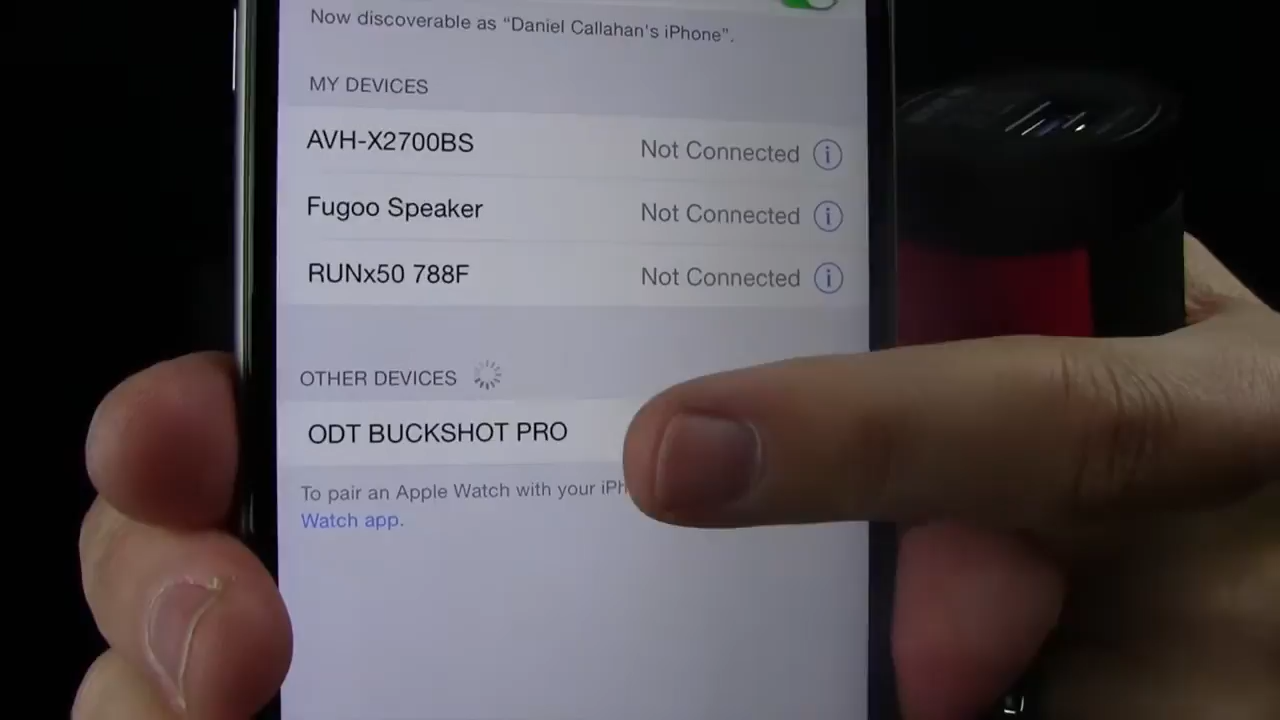 Now discoverable as “Daniel Callahan's iPhone”.
MY DEVICES
AVH-X2700BS Not Connected
Fugoo Speaker Not Connected
RUNx50 788F Not Connected
OTHER DEVICES
ODT BUCKSHOT PRO
To pair an Apple Watch with your
Watch app.